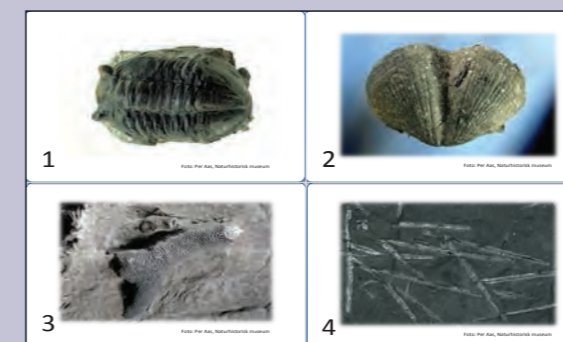 1
Foto: Per Aas, Naturhistorisk museum
2
Foto: Per Aas, Naturhistorisk museum
3
Foto: Per Aas, Naturhistorisk museum
4
Foto: Per Aas, Naturhistorisk museum